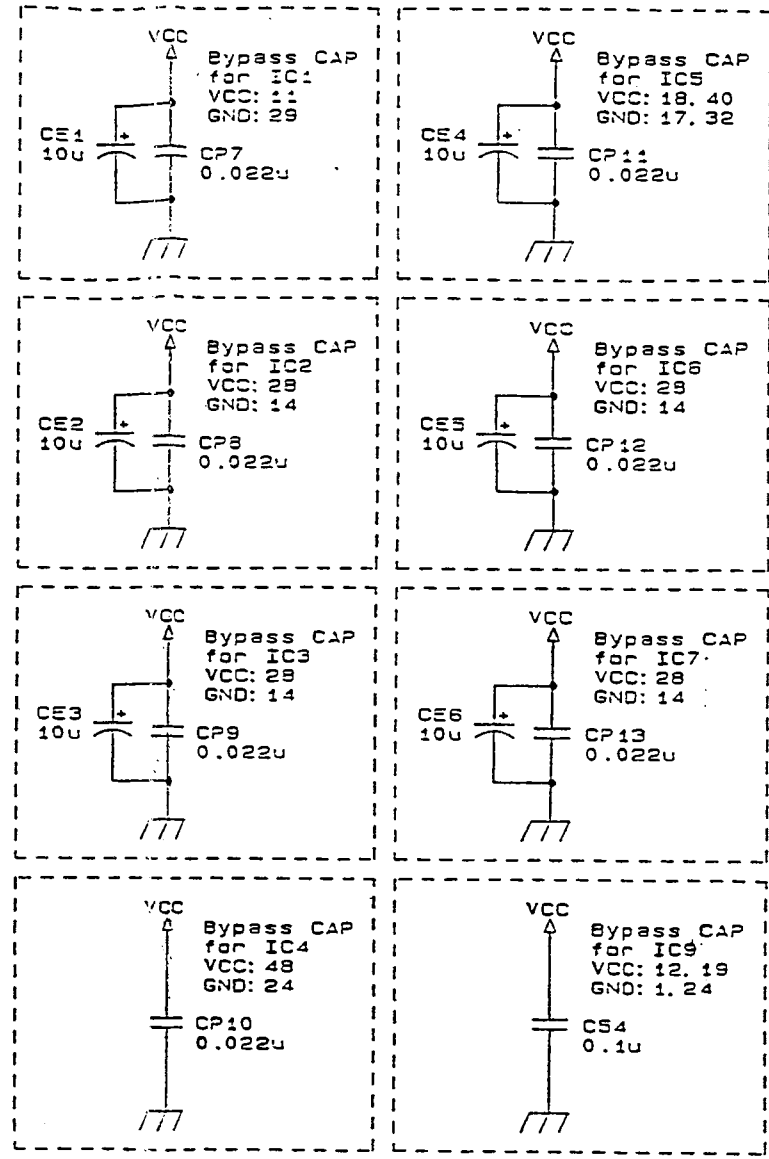 VCC
Bypass CAP
for IC1
VCC: 11
GND: 29
CE1
10u
+
CP7
0.022u
VCC
Bypass CAP
for IC5
VCC: 18. 40
GND: 17. 32
CE4
10u
+
CP11
0.022u
VCC
Bypass CAP
for IC2
VCC: 28
GND: 14
CE2
10u
+
CP8
0.022u
VCC
Bypass CAP
for IC6
VCC: 28
GND: 14
CE5
10u
+
CP12
0.022u
VCC
Bypass CAP
for IC3
VCC: 28
GND: 14
CE3
10u
+
CP9
0.022u
VCC
Bypass CAP
for IC7
VCC: 28
GND: 14
CE6
10u
+
CP13
0.022u
VCC
Bypass CAP
for IC4
VCC: 48
GND: 24
CP10
0.022u
VCC
Bypass CAP
for IC9
VCC: 12. 19
GND: 1. 24
C54
0.1u